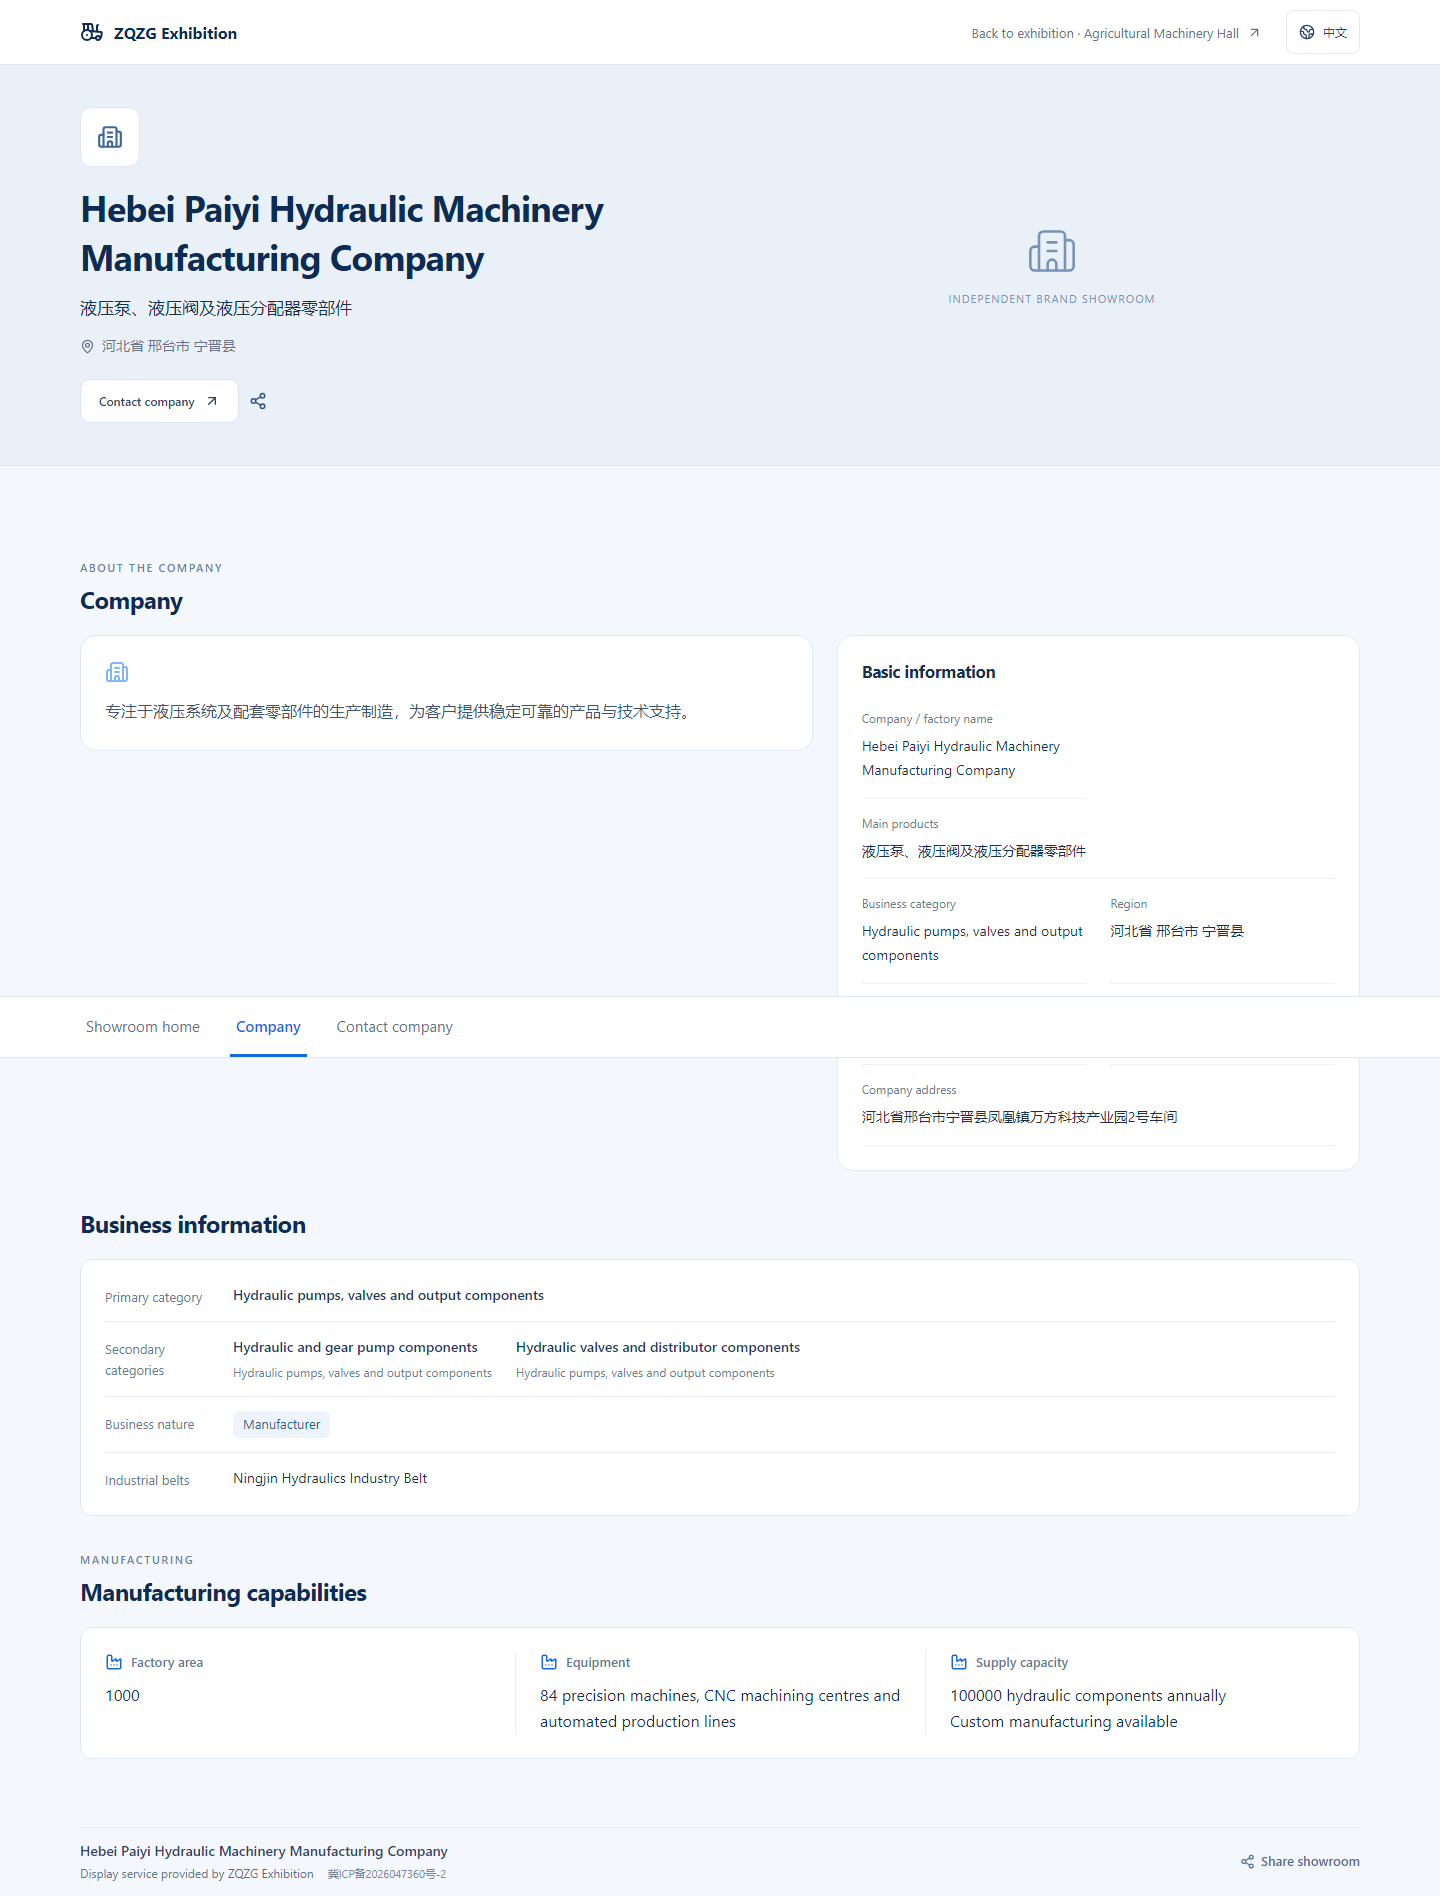 ZQZG Exhibition
Back to exhibition · Agricultural Machinery Hall
中文
Hebei Paiyi Hydraulic Machinery
Manufacturing Company
液压泵、液压阀及液压分配器零部件
河北省 邢台市 宁晋县
Contact company
INDEPENDENT BRAND SHOWROOM
ABOUT THE COMPANY
Company
专注于液压系统及配套零部件的生产制造，为客户提供稳定可靠的产品与技术支持。
Basic information
Company / factory name
Hebei Paiyi Hydraulic Machinery
Manufacturing Company
Main products
液压泵、液压阀及液压分配器零部件
Business category
Hydraulic pumps, valves and output
components
Region
河北省 邢台市 宁晋县
Showroom home
Company
Contact company
Company address
河北省邢台市宁晋县凤凰镇万方科技产业园2号车间
Business information
Primary category
Hydraulic pumps, valves and output components
Secondary
categories
Hydraulic and gear pump components
Hydraulic pumps, valves and output components
Hydraulic valves and distributor components
Hydraulic pumps, valves and output components
Business nature
Manufacturer
Industrial belts
Ningjin Hydraulics Industry Belt
MANUFACTURING
Manufacturing capabilities
Factory area
1000
Equipment
84 precision machines, CNC machining centres and
automated production lines
Supply capacity
100000 hydraulic components annually
Custom manufacturing available
Hebei Paiyi Hydraulic Machinery Manufacturing Company
Display service provided by ZQZG Exhibition
冀ICP备2026047360号-2
Share showroom